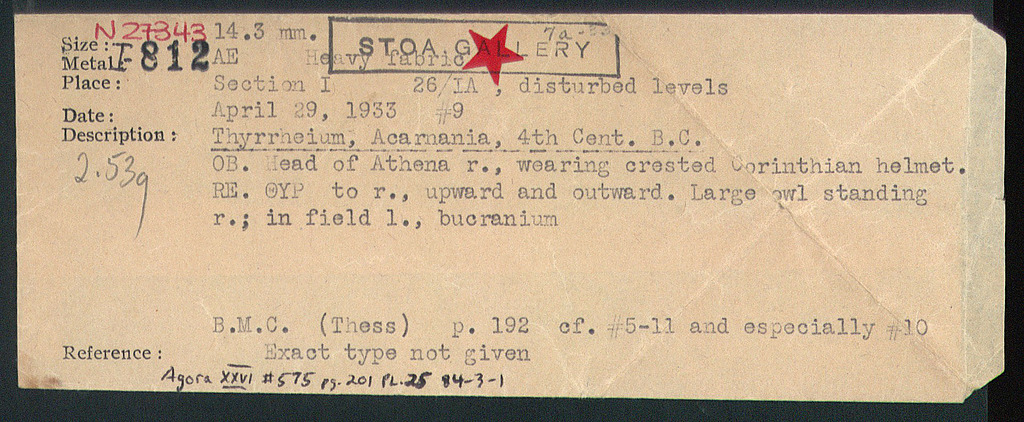 N 27343
Size : 14.3 mm.
STOA GALLERY
7a
Metal: AE Heavy fabric
I-812
Place : Section I 26/IA , disturbed levels
Date : April 29, 1933 #9
Description : Thyrrheium, Acarnania, 4th Cent. B.C.
2.53g
OB. Head of Athena r., wearing crested Corinthian helmet.
RE. ΘΥΡ to r., upward and outward. Large owl standing
r.; in field l., bucranium
B.M.C. (Thess) p. 192 cf. #5-11 and especially #10
Reference : Exact type not given
Agora XXVI #575 pg. 201 PL. 25 84-3-1